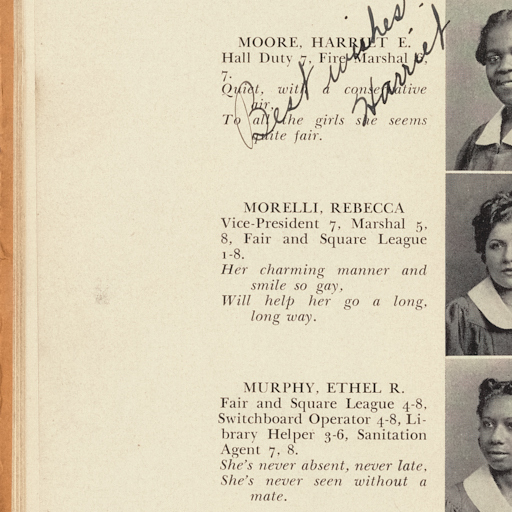 MOORE, HARRIET E.
Hall Duty 7, Fire Marshal 6,
7.
Quiet, with a conservative
air,
To all the girls she seems
quite fair.
Best wishes
Harriet
MORELLI, REBECCA
Vice-President 7, Marshal 5,
8, Fair and Square League
1-8.
Her charming manner and
smile so gay,
Will help her go a long,
long way.
MURPHY, ETHEL R.
Fair and Square League 4-8,
Switchboard Operator 4-8, Li-
brary Helper 3-6, Sanitation
Agent 7, 8.
She's never absent, never late,
She's never seen without a
mate.